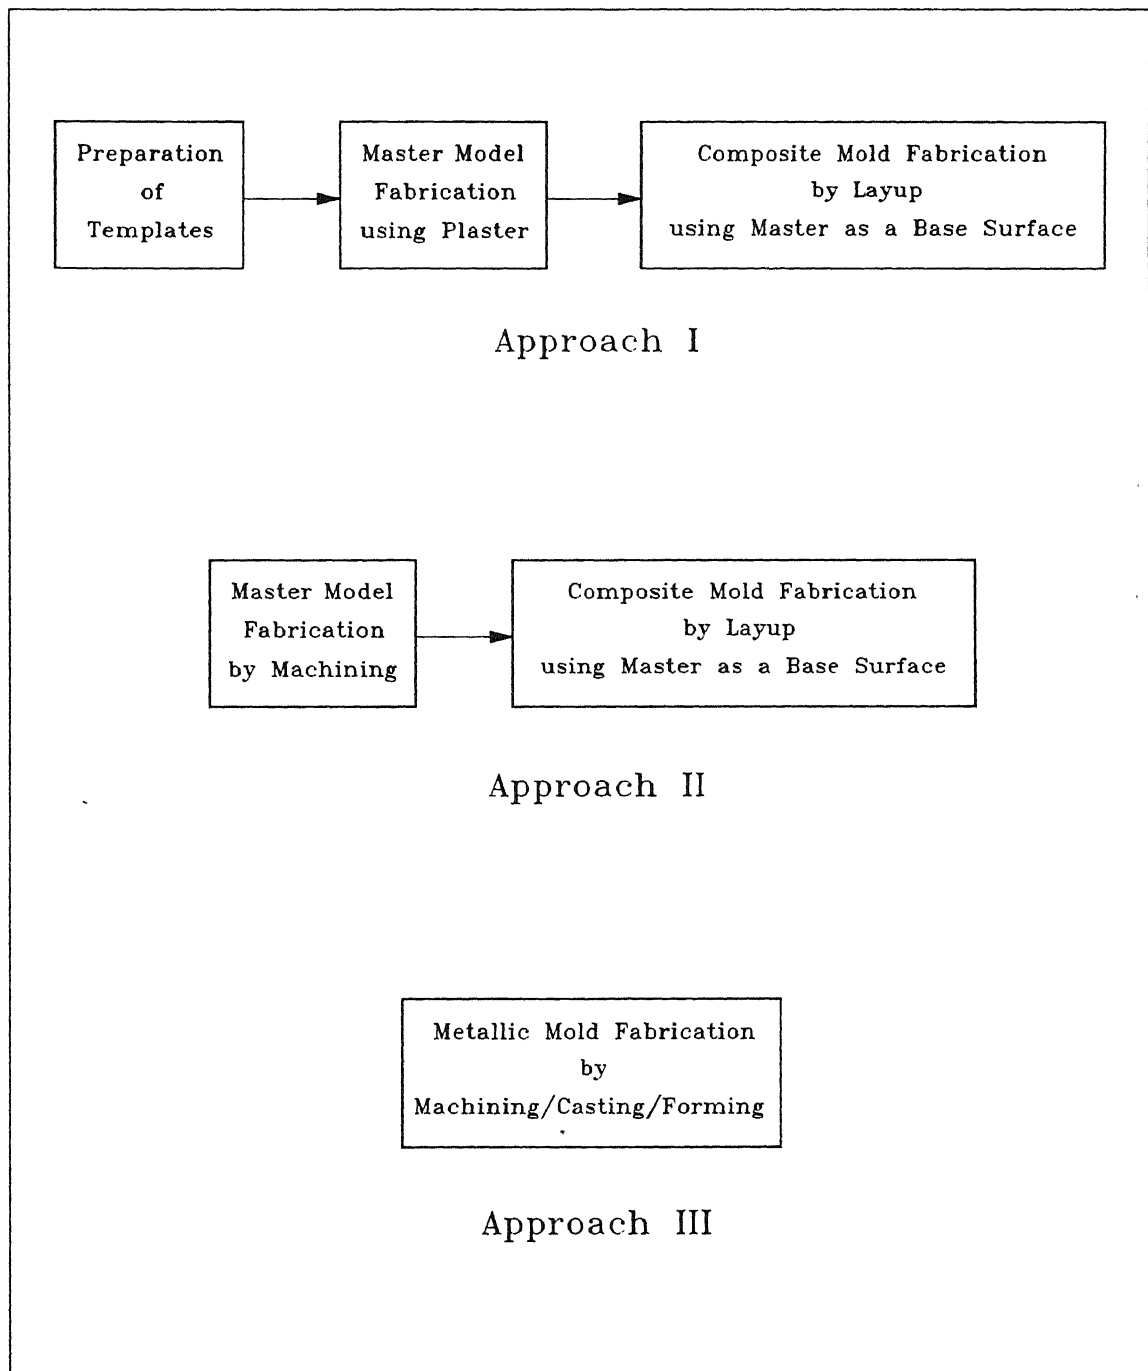 Preparation
of
Templates
Master Model
Fabrication
using Plaster
Composite Mold Fabrication
by Layup
using Master as a Base Surface
Approach I
Master Model
Fabrication
by Machining
Composite Mold Fabrication
by Layup
using Master as a Base Surface
Approach II
Metallic Mold Fabrication
by
Machining/Casting/Forming
Approach III